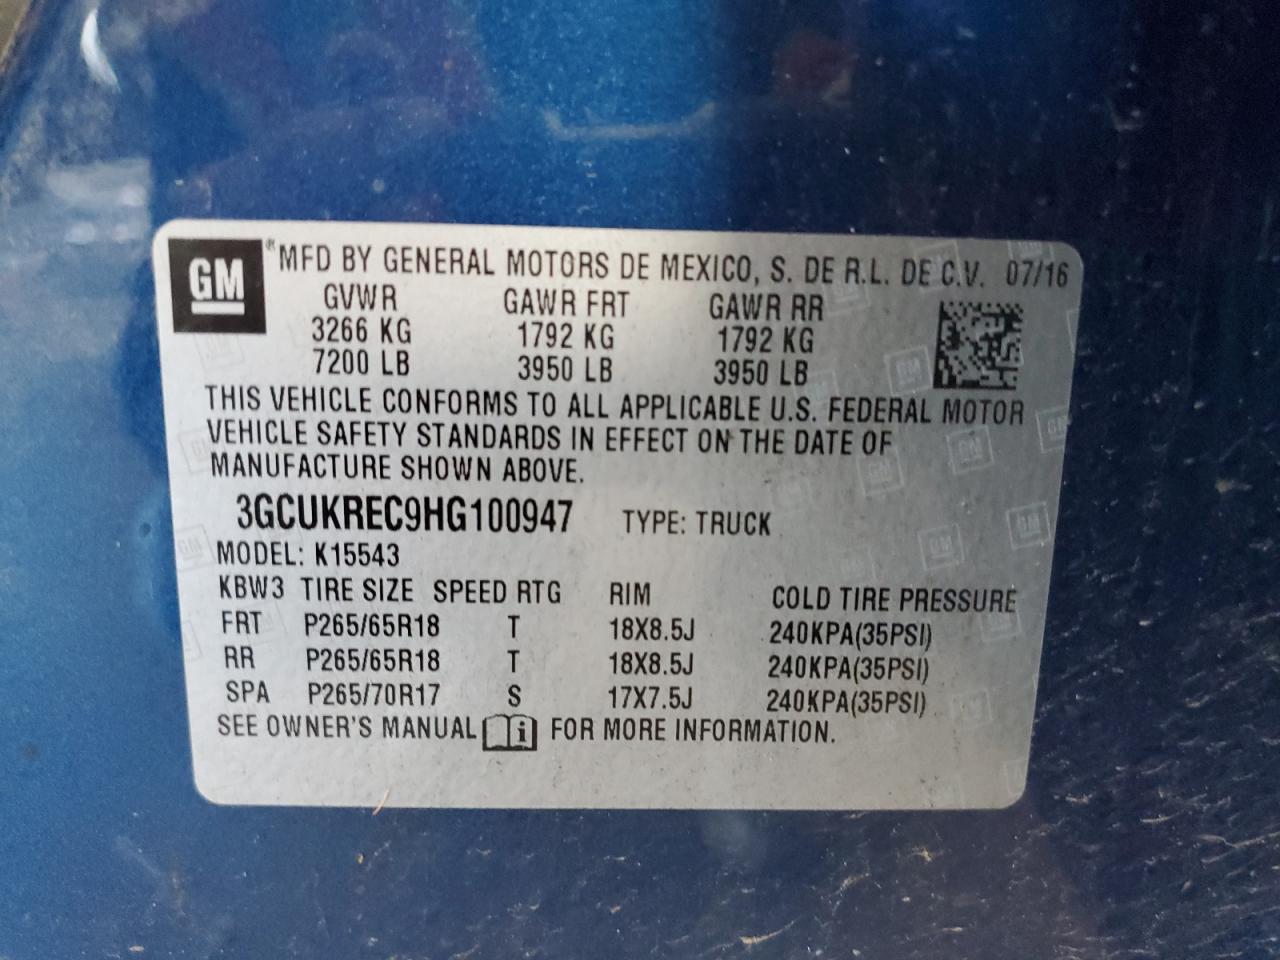 GM ® MFD BY GENERAL MOTORS DE MEXICO, S. DE R.L. DE C.V. 07/16
GVWR GAWR FRT GAWR RR
3266 KG 1792 KG 1792 KG
7200 LB 3950 LB 3950 LB
THIS VEHICLE CONFORMS TO ALL APPLICABLE U.S. FEDERAL MOTOR
VEHICLE SAFETY STANDARDS IN EFFECT ON THE DATE OF
MANUFACTURE SHOWN ABOVE.
3GCUKREC9HG100947 TYPE: TRUCK
MODEL: K15543
KBW3 TIRE SIZE SPEED RTG RIM COLD TIRE PRESSURE
FRT P265/65R18 T 18X8.5J 240KPA(35PSI)
RR P265/65R18 T 18X8.5J 240KPA(35PSI)
SPA P265/70R17 S 17X7.5J 240KPA(35PSI)
SEE OWNER'S MANUAL i FOR MORE INFORMATION.